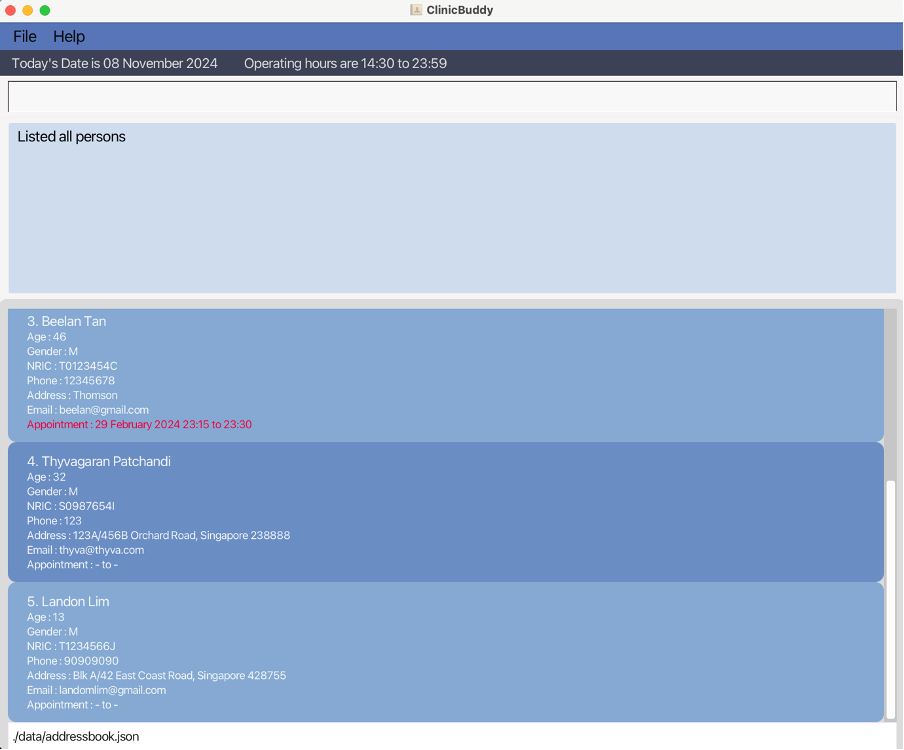 ClinicBuddy
File Help
Today's Date is 08 November 2024 Operating hours are 14:30 to 23:59
Listed all persons
3. Beelan Tan
Age : 46
Gender : M
NRIC : T0123454C
Phone : 12345678
Address : Thomson
Email : beelan@gmail.com
Appointment : 29 February 2024 23:15 to 23:30
4. Thyvagaran Patchandi
Age : 32
Gender : M
NRIC : S0987654I
Phone : 123
Address : 123A/456B Orchard Road, Singapore 238888
Email : thyva@thyva.com
Appointment : - to -
5. Landon Lim
Age : 13
Gender : M
NRIC : T1234566J
Phone : 90909090
Address : Blk A/42 East Coast Road, Singapore 428755
Email : landomlim@gmail.com
Appointment : - to -
./data/addressbook.json